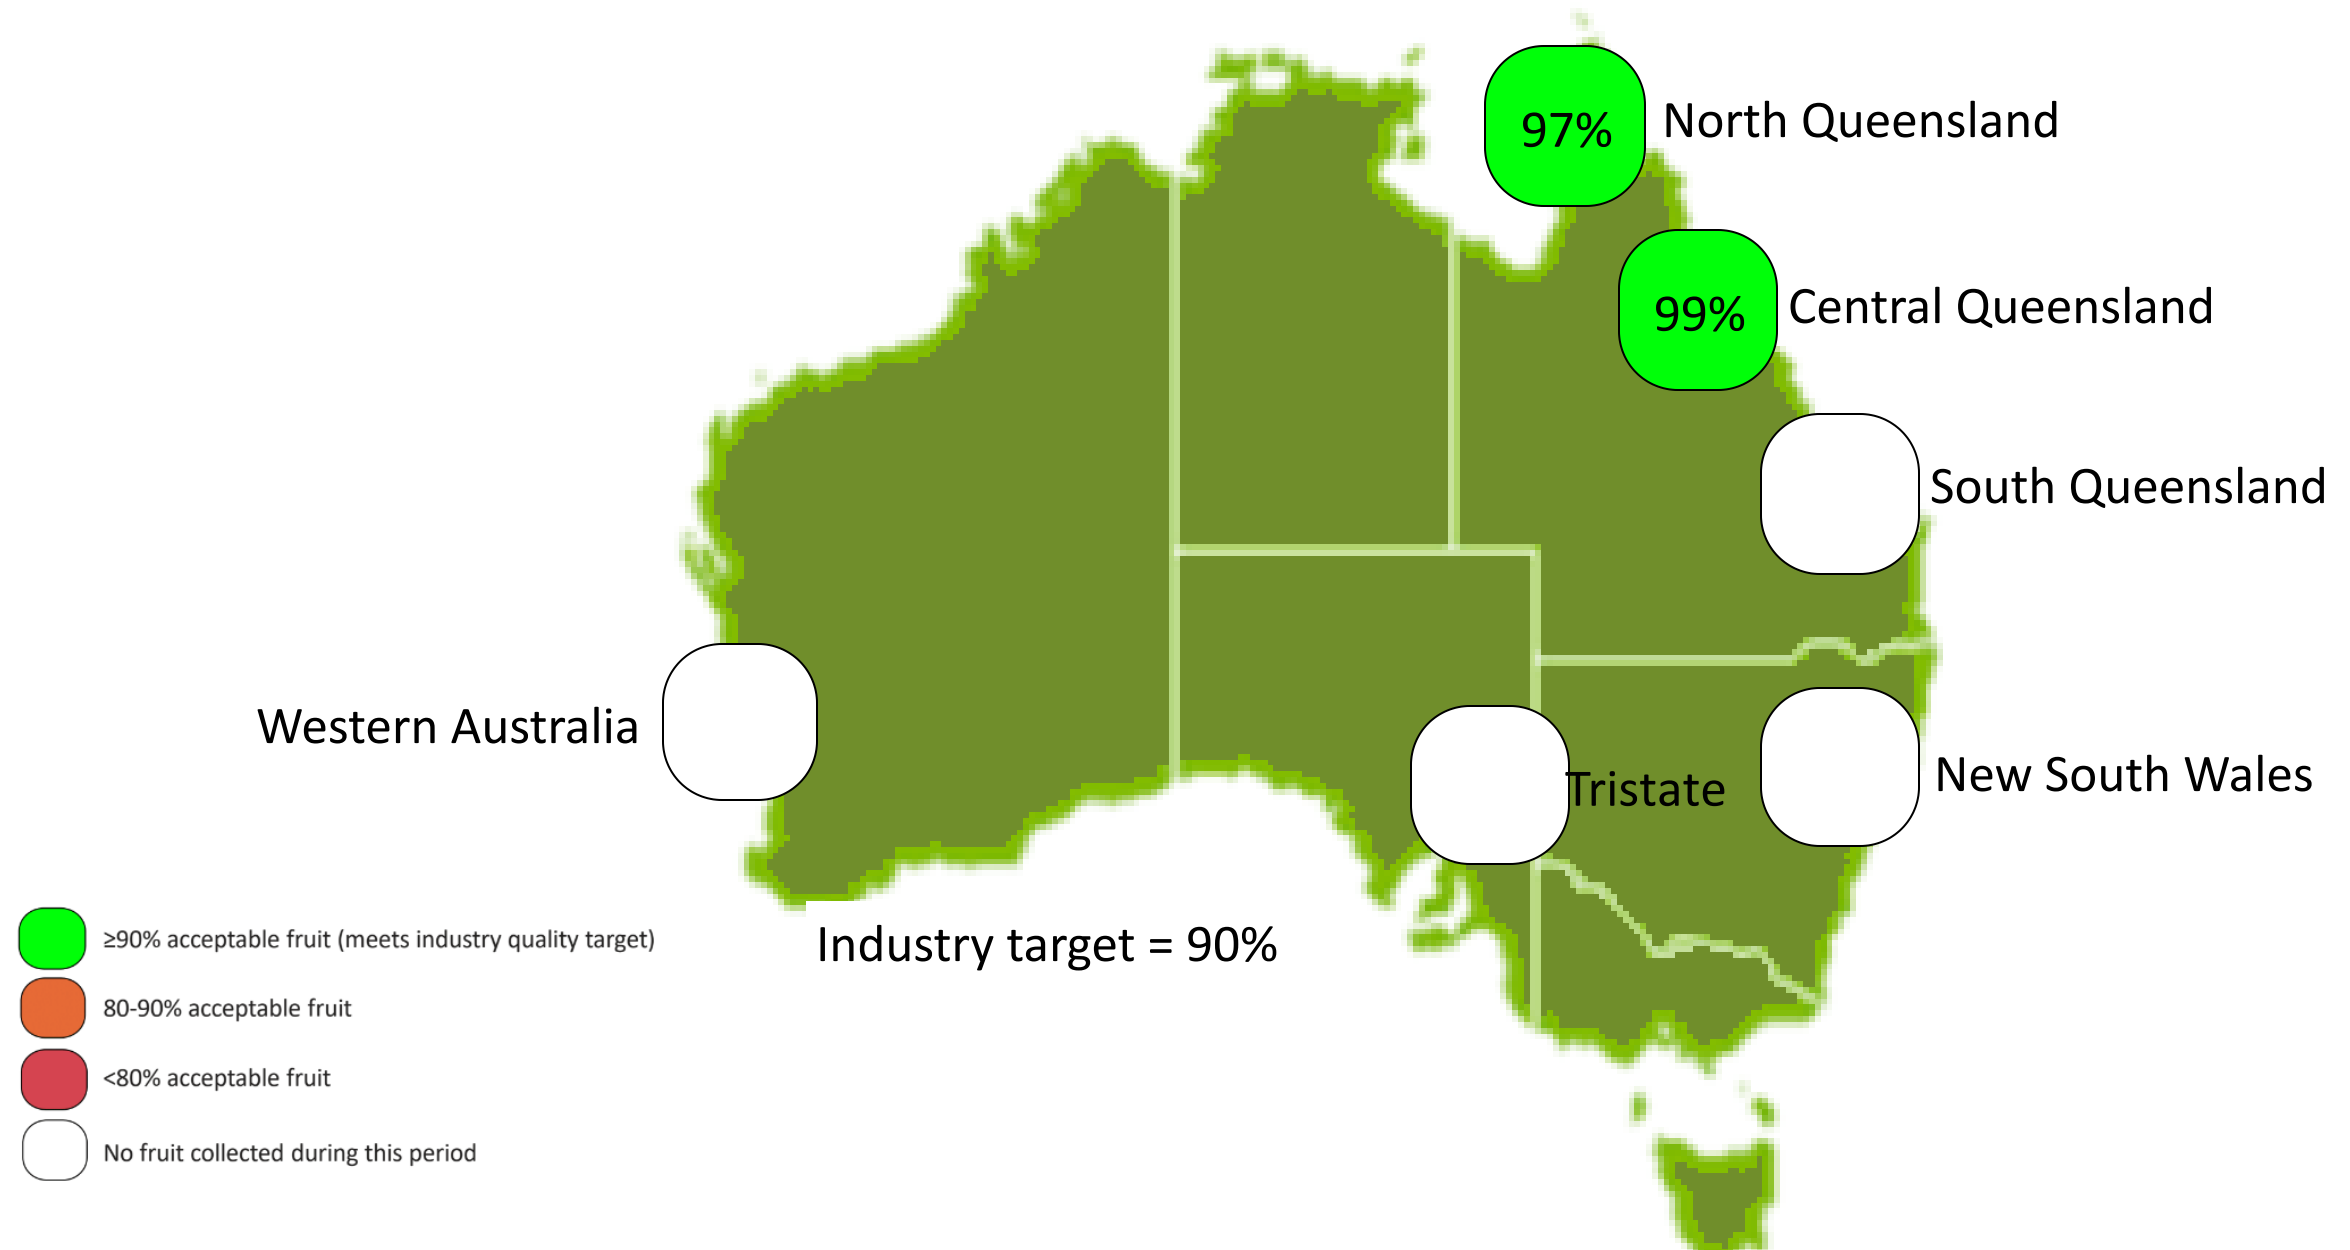 97%
North Queensland
99%
Central Queensland
South Queensland
Western Australia
Tristate
New South Wales
Industry target = 90%
≥90% acceptable fruit (meets industry quality target)
80-90% acceptable fruit
<80% acceptable fruit
No fruit collected during this period